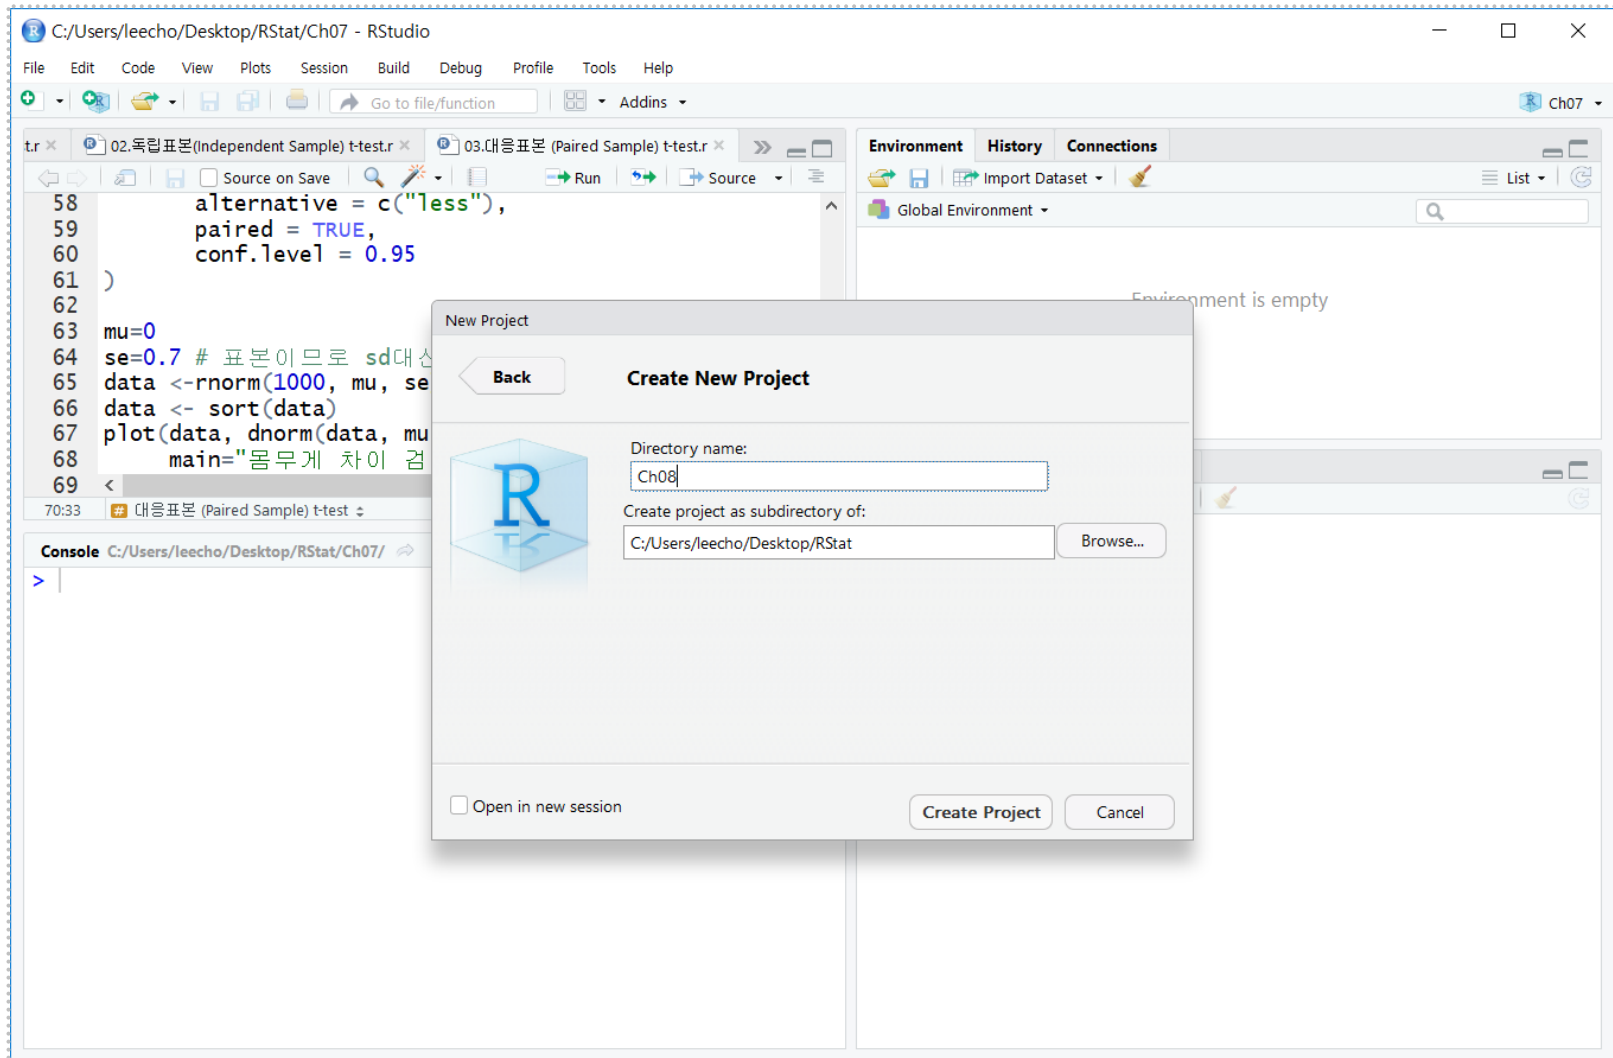 C:/Users/leecho/Desktop/RStat/Ch07 - RStudio
File Edit Code View Plots Session Build Debug Profile Tools Help
Go to file/function Addins Ch07
t.r 02.독립표본(Independent Sample) t-test.r 03.대응표본 (Paired Sample) t-test.r
Source on Save Run Source
58 alternative = c("less"),
59 paired = TRUE,
60 conf.level = 0.95
61 )
62
63 mu=0
64 se=0.7 # 표본이므로 sd대신
65 data <-rnorm(1000, mu, se
66 data <- sort(data)
67 plot(data, dnorm(data, mu
68 main="몸무게 차이 검
69
70:33 # 대응표본 (Paired Sample) t-test
Console C:/Users/leecho/Desktop/RStat/Ch07/
>
Environment History Connections
Import Dataset List
Global Environment
Environment is empty
New Project
Back Create New Project
R
Directory name:
Ch08
Create project as subdirectory of:
C:/Users/leecho/Desktop/RStat Browse...
Open in new session Create Project Cancel